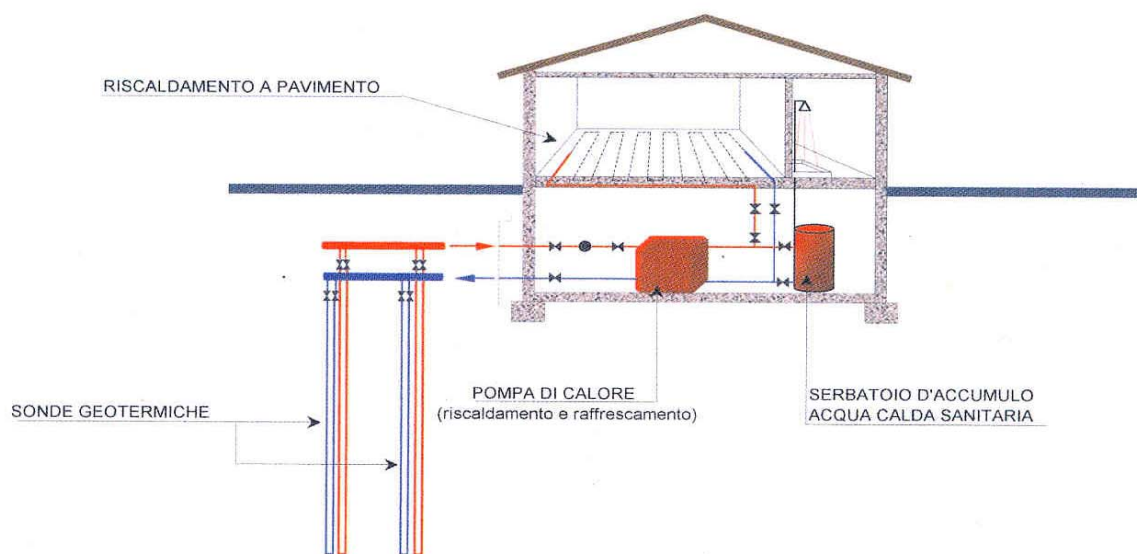 RISCALDAMENTO A PAVIMENTO
POMPA DI CALORE
(riscaldamento e raffrescamento)
SERBATOIO D'ACCUMULO
ACQUA CALDA SANITARIA
SONDE GEOTERMICHE